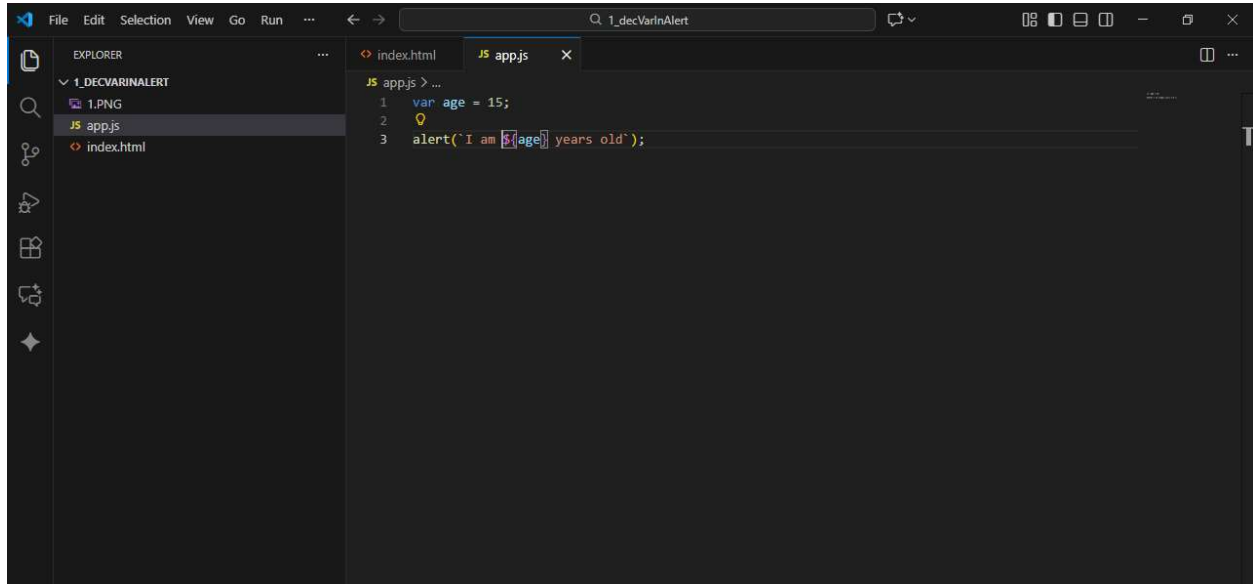 File Edit Selection View Go Run ··· 1_decVarInAlert
EXPLORER ···
1_DECVARINALERT
1.PNG
JS app.js
index.html
index.html JS app.js
JS app.js > ...
1 var age = 15;
2
3 alert(`I am ${age} years old`);